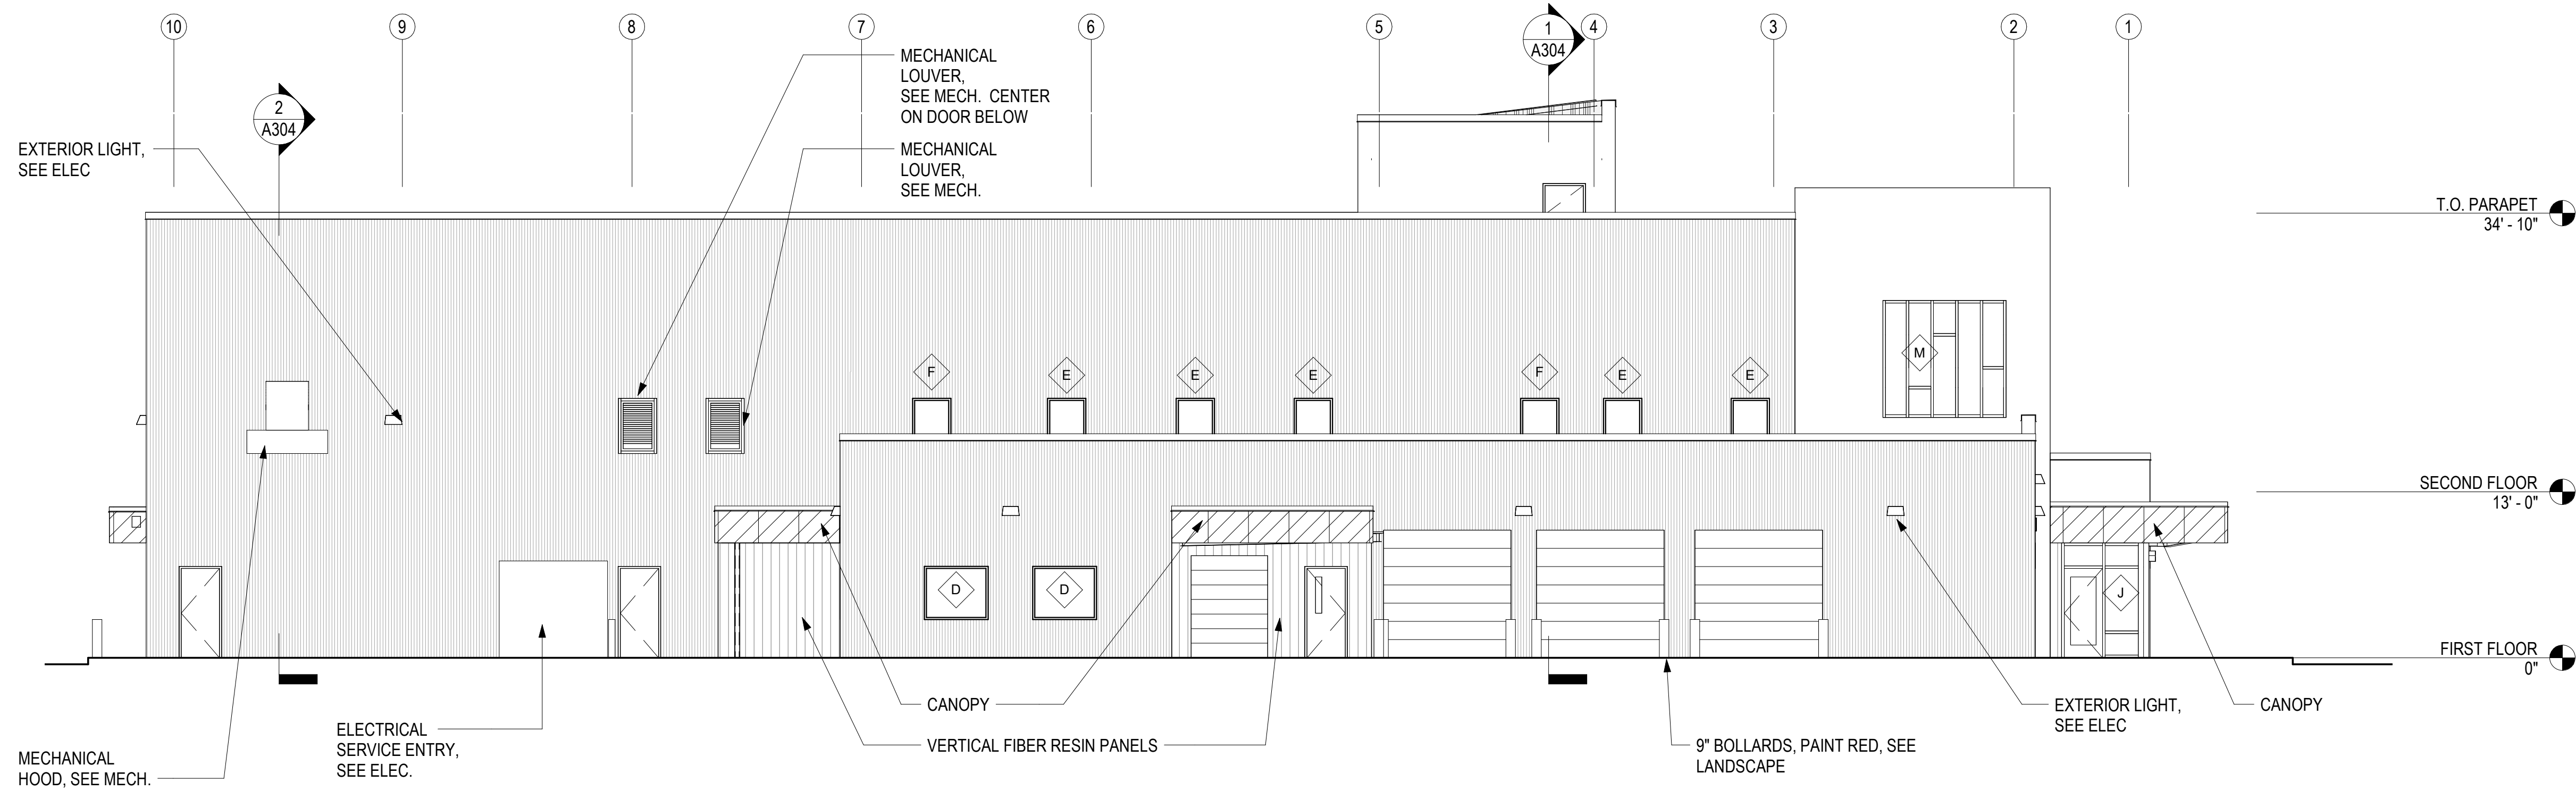 10
9
8
7
6
5
4
3
2
1
1
A304
2
A304
MECHANICAL
LOUVER,
SEE MECH. CENTER
ON DOOR BELOW
MECHANICAL
LOUVER,
SEE MECH.
EXTERIOR LIGHT,
SEE ELEC
T.O. PARAPET
34' - 10"
SECOND FLOOR
13' - 0"
FIRST FLOOR
0"
F
E
E
E
F
E
E
M
D
D
J
CANOPY
VERTICAL FIBER RESIN PANELS
ELECTRICAL
SERVICE ENTRY,
SEE ELEC.
MECHANICAL
HOOD, SEE MECH.
9" BOLLARDS, PAINT RED, SEE
LANDSCAPE
EXTERIOR LIGHT,
SEE ELEC
CANOPY